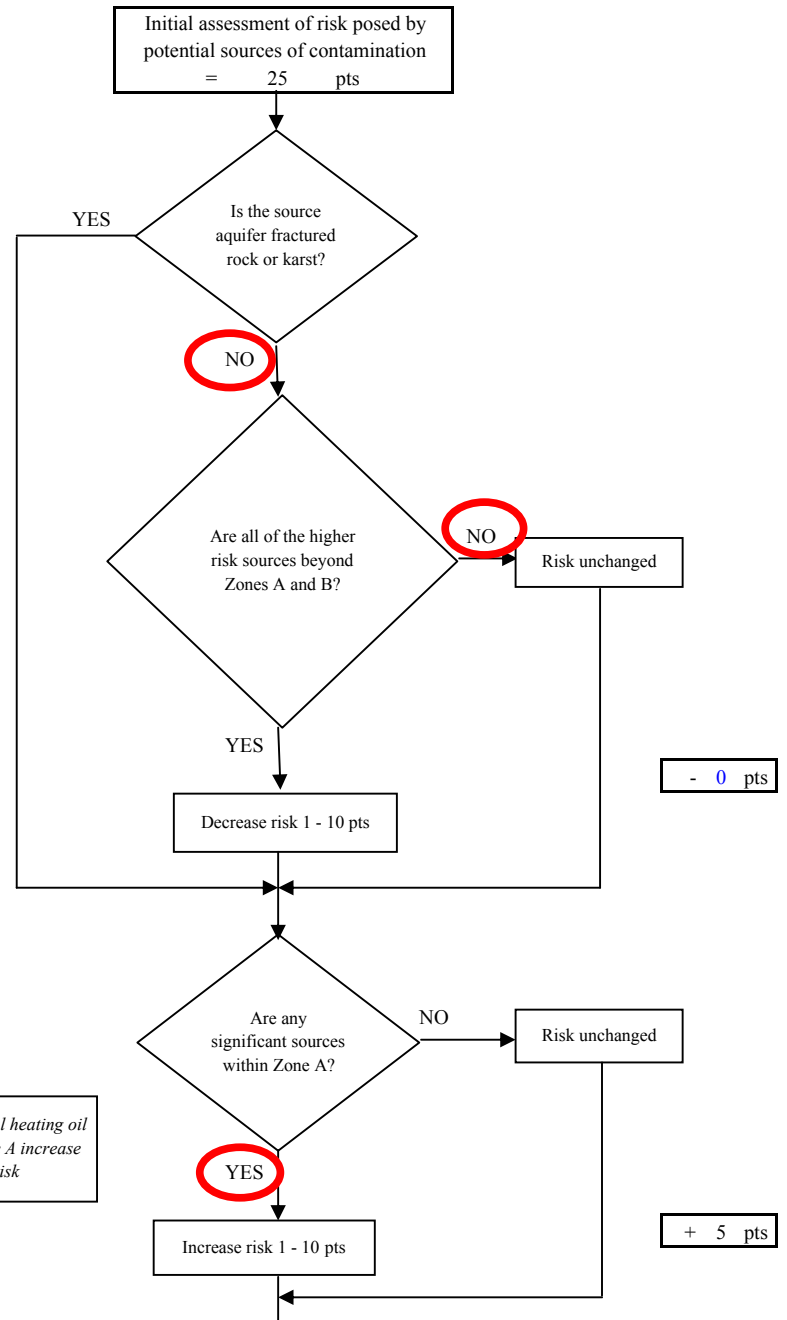 Initial assessment of risk posed by
potential sources of contamination
= 25 pts
YES
Is the source
aquifer fractured
rock or karst?
NO
Are all of the higher
risk sources beyond
Zones A and B?
NO
Risk unchanged
YES
- 0 pts
Decrease risk 1 - 10 pts
Are any
significant sources
within Zone A?
NO
Risk unchanged
heating oil
A increase
YES
+ 5 pts
Increase risk 1 - 10 pts